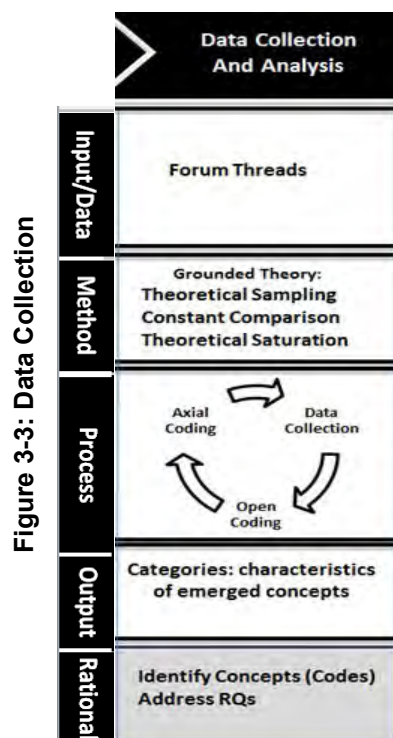 Figure 3-3: Data Collection
Data Collection
And Analysis
Input/Data
Forum Threads
Method
Grounded Theory:
Theoretical Sampling
Constant Comparison
Theoretical Saturation
Process
Axial
Coding
Data
Collection
Open
Coding
Output
Categories: characteristics
of emerged concepts
Rational
Identify Concepts (Codes)
Address RQs